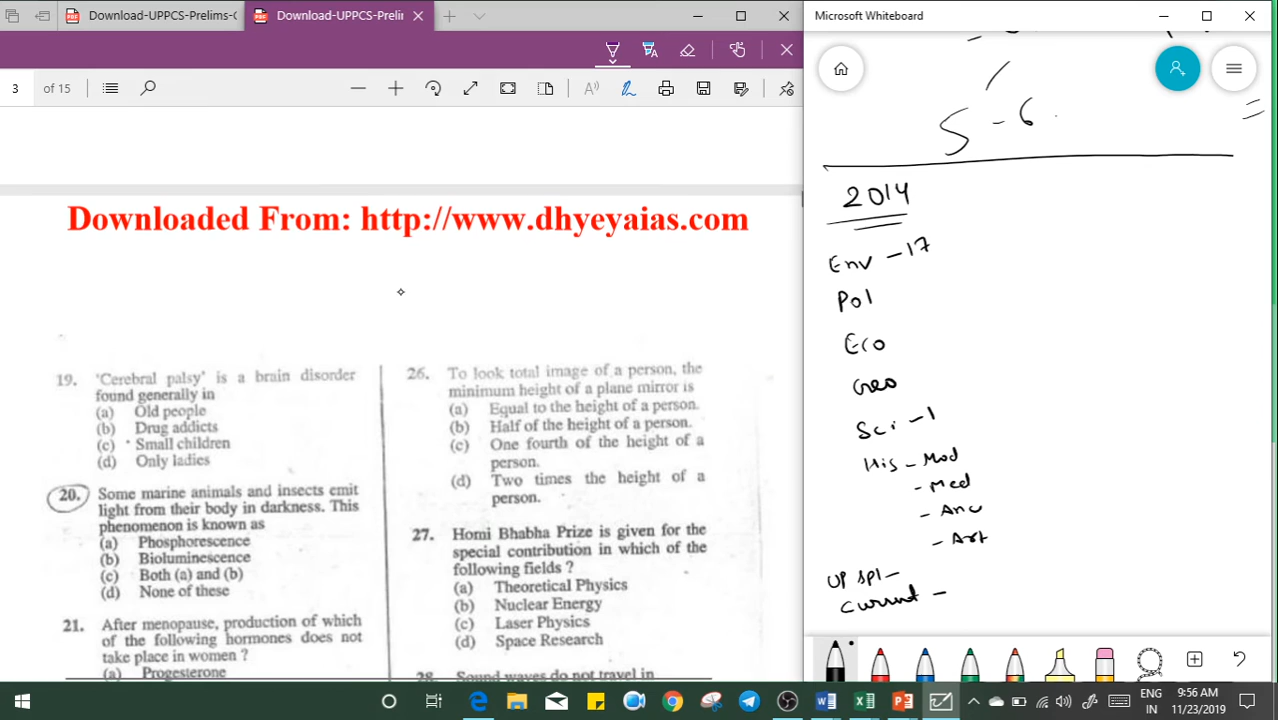 Download-UPPCS-Prelims-G
Download-UPPCS-Prelin
Microsoft Whiteboard
3 of 15
5 - 6
Downloaded From: http://www.dhyeyaias.com
19. 'Cerebral palsy' is a brain disorder
found generally in
(a) Old people
(b) Drug addicts
(c) Small children
(d) Only ladies
20. Some marine animals and insects emit
light from their body in darkness. This
phenomenon is known as
(a) Phosphorescence
(b) Bioluminescence
(c) Both (a) and (b)
(d) None of these
21. After menopause, production of which
of the following hormones does not
take place in women ?
(a) Progesterone
26. To look total image of a person, the
minimum height of a plane mirror is
(a) Equal to the height of a person.
(b) Half of the height of a person.
(c) One fourth of the height of a
person.
(d) Two times the height of a
person.
27. Homi Bhabha Prize is given for the
special contribution in which of the
following fields ?
(a) Theoretical Physics
(b) Nuclear Energy
(c) Laser Physics
(d) Space Research
28. Sound waves do not travel in
2014
Env - 17
Pol
Eco
Geo
Sci - 1
His - Mod
- Med
- Anc
- Art
UP Spl -
Current -
ENG
IN
9:56 AM
11/23/2019